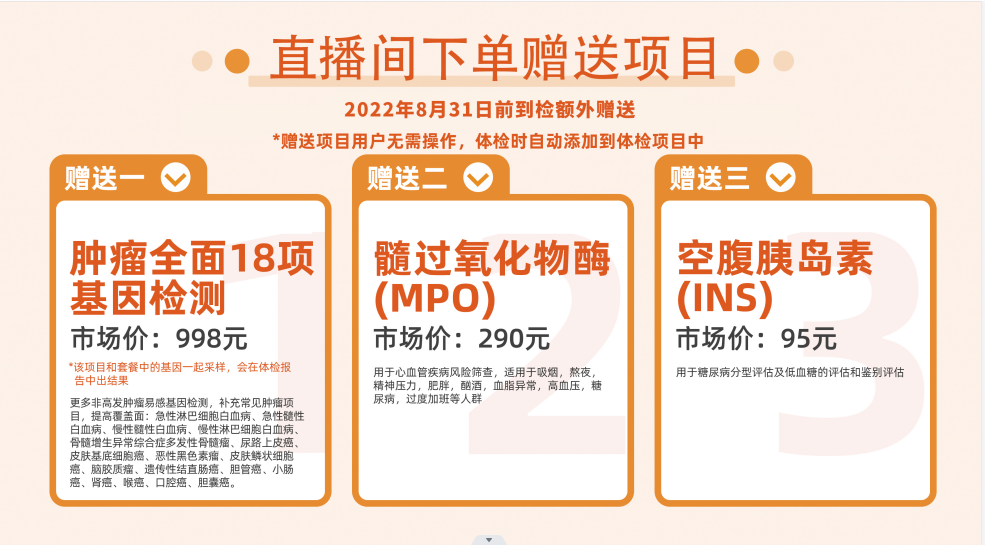 直播间下单赠送项目
2022年8月31日前到检额外赠送
*赠送项目用户无需操作，体检时自动添加到体检项目中
赠送一
肿瘤全面18项
基因检测
市场价：998元
*该项目和套餐中的基因一起采样，会在体检报
告中出结果
更多非高发肿瘤易感基因检测，补充常见肿瘤项
目，提高覆盖面：急性淋巴细胞白血病、急性髓性
白血病、慢性髓性白血病、慢性淋巴细胞白血病、
骨髓增生异常综合症多发性骨髓瘤、尿路上皮癌、
皮肤基底细胞癌、恶性黑色素瘤、皮肤鳞状细胞
癌、脑胶质瘤、遗传性结直肠癌、胆管癌、小肠
癌、肾癌、喉癌、口腔癌、胆囊癌。
1
赠送二
髓过氧化物酶
(MPO)
市场价：290元
用于心血管疾病风险筛查，适用于吸烟，熬夜，
精神压力，肥胖，酗酒，血脂异常，高血压，糖
尿病，过度加班等人群
2
赠送三
空腹胰岛素
(INS)
市场价：95元
用于糖尿病分型评估及低血糖的评估和鉴别评估
3